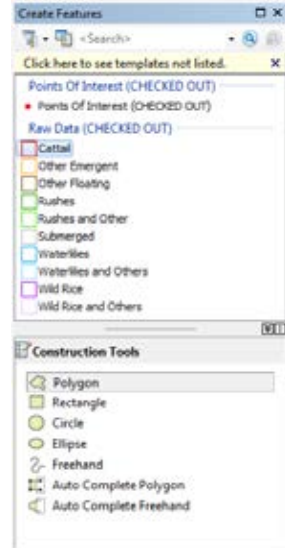 Create Features
<Search>
Click here to see templates not listed.
Points Of Interest (CHECKED OUT)
Points Of Interest (CHECKED OUT)
Raw Data (CHECKED OUT)
Cattail
Other Emergent
Other Floating
Rushes
Rushes and Other
Submerged
Waterlilies
Waterlilies and Others
Wild Rice
Wild Rice and Others
Construction Tools
Polygon
Rectangle
Circle
Ellipse
Freehand
Auto Complete Polygon
Auto Complete Freehand